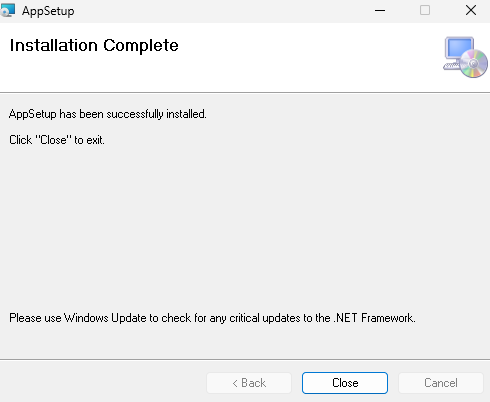 AppSetup
Installation Complete
AppSetup has been successfully installed.
Click "Close" to exit.
Please use Windows Update to check for any critical updates to the .NET Framework.
< Back
Close
Cancel